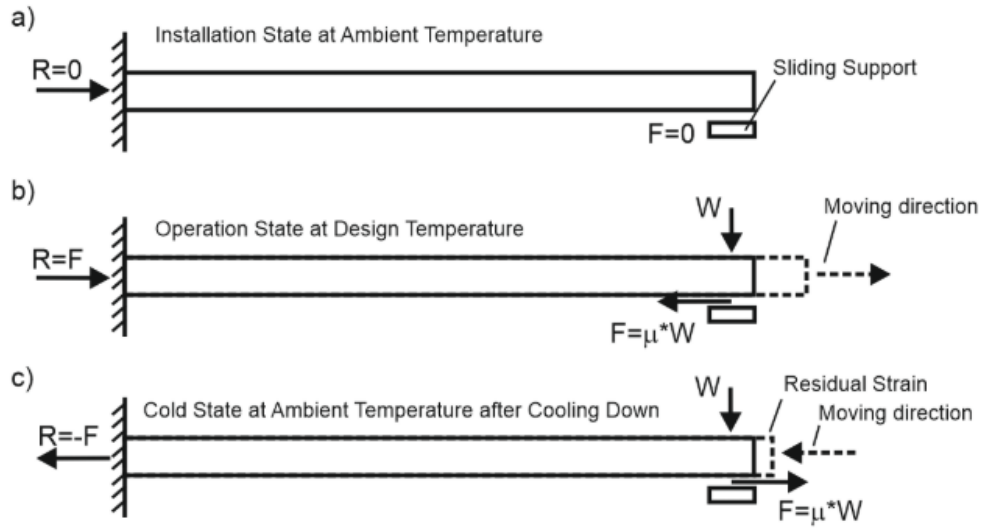 a)
Installation State at Ambient Temperature
R=0
Sliding Support
F=0
b)
Operation State at Design Temperature
W
Moving direction
R=F
F=μ*W
c)
Cold State at Ambient Temperature after Cooling Down
W
Residual Strain
Moving direction
R=-F
F=μ*W